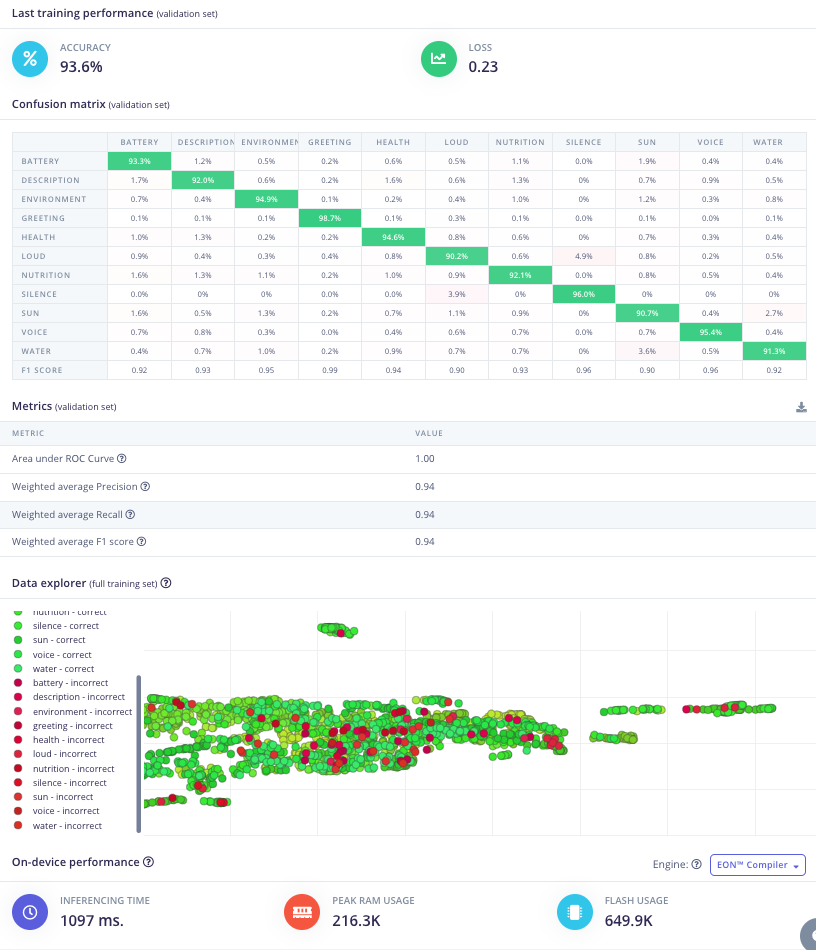 Last training performance (validation set)
ACCURACY
93.6%
LOSS
0.23
Confusion matrix (validation set)
BATTERY DESCRIPTION ENVIRONMEN GREETING HEALTH LOUD NUTRITION SILENCE SUN VOICE WATER
BATTERY 93.3% 1.2% 0.5% 0.2% 0.6% 0.5% 1.1% 0.0% 1.9% 0.4% 0.4%
DESCRIPTION 1.7% 92.0% 0.6% 0.2% 1.6% 0.6% 1.3% 0% 0.7% 0.9% 0.5%
ENVIRONMENT 0.7% 0.4% 94.9% 0.1% 0.2% 0.4% 1.0% 0% 1.2% 0.3% 0.8%
GREETING 0.1% 0.1% 0.1% 98.7% 0.1% 0.3% 0.1% 0.0% 0.1% 0.0% 0.1%
HEALTH 1.0% 1.3% 0.2% 0.2% 94.6% 0.8% 0.6% 0% 0.7% 0.3% 0.4%
LOUD 0.9% 0.4% 0.3% 0.4% 0.8% 90.2% 0.6% 4.9% 0.8% 0.2% 0.5%
NUTRITION 1.6% 1.3% 1.1% 0.2% 1.0% 0.9% 92.1% 0.0% 0.8% 0.5% 0.4%
SILENCE 0.0% 0% 0% 0.0% 0.0% 3.9% 0% 96.0% 0% 0% 0%
SUN 1.6% 0.5% 1.3% 0.2% 0.7% 1.1% 0.9% 0% 90.7% 0.4% 2.7%
VOICE 0.7% 0.8% 0.3% 0.0% 0.4% 0.6% 0.7% 0.0% 0.7% 95.4% 0.4%
WATER 0.4% 0.7% 1.0% 0.2% 0.9% 0.7% 0.7% 0% 3.6% 0.5% 91.3%
F1 SCORE 0.92 0.93 0.95 0.99 0.94 0.90 0.93 0.96 0.90 0.96 0.92
Metrics (validation set)
METRIC VALUE
Area under ROC Curve ? 1.00
Weighted average Precision ? 0.94
Weighted average Recall ? 0.94
Weighted average F1 score ? 0.94
Data explorer (full training set) ?
nutrition - correct
silence - correct
sun - correct
voice - correct
water - correct
battery - incorrect
description - incorrect
environment - incorrect
greeting - incorrect
health - incorrect
loud - incorrect
nutrition - incorrect
silence - incorrect
sun - incorrect
voice - incorrect
water - incorrect
On-device performance ?
Engine: ? EON™ Compiler
INFERENCING TIME
1097 ms.
PEAK RAM USAGE
216.3K
FLASH USAGE
649.9K